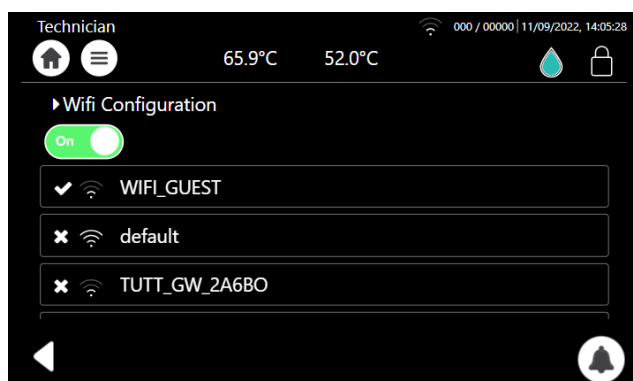 Technician
000 / 00000 | 11/09/2022, 14:05:28
65.9°C 52.0°C
Wifi Configuration
On
WIFI_GUEST
default
TUTT_GW_2A6BO